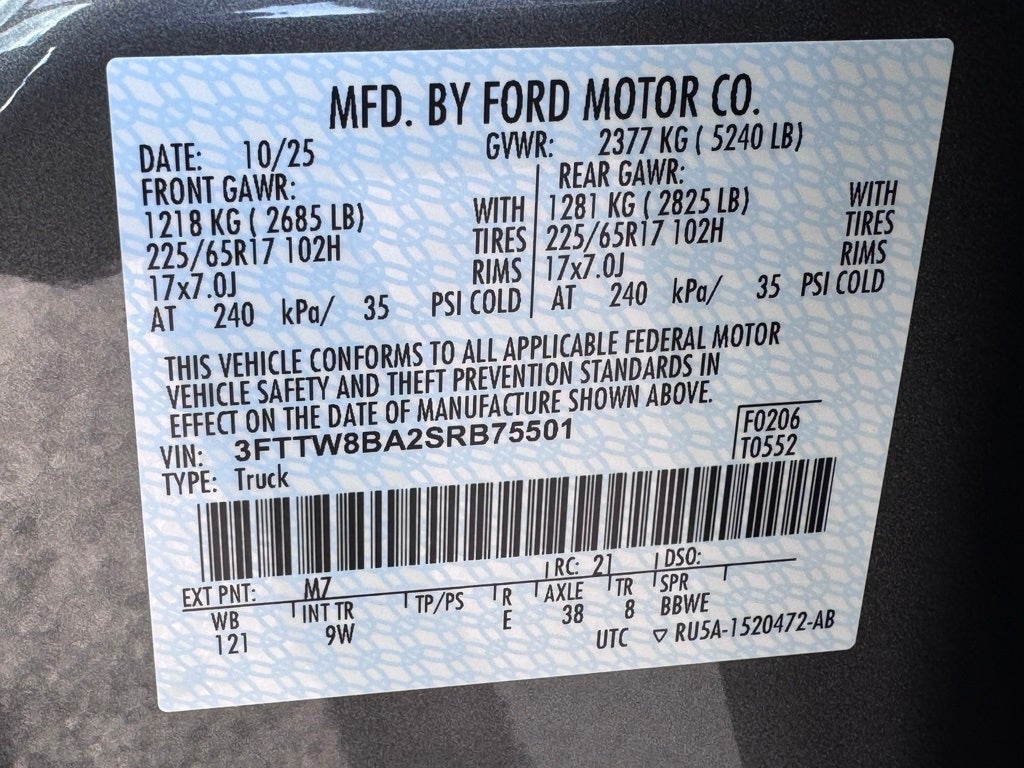 MFD. BY FORD MOTOR CO.
DATE: 10/25 GVWR: 2377 KG ( 5240 LB)
FRONT GAWR: REAR GAWR:
1218 KG ( 2685 LB) WITH 1281 KG ( 2825 LB) WITH
225/65R17 102H TIRES 225/65R17 102H TIRES
17x7.0J RIMS 17x7.0J RIMS
AT 240 kPa/ 35 PSI COLD AT 240 kPa/ 35 PSI COLD
THIS VEHICLE CONFORMS TO ALL APPLICABLE FEDERAL MOTOR
VEHICLE SAFETY AND THEFT PREVENTION STANDARDS IN
EFFECT ON THE DATE OF MANUFACTURE SHOWN ABOVE.
VIN: 3FTTW8BA2SRB75501 F0206
TYPE: Truck T0552
EXT PNT: M7 RC: 21 DSO:
WB INT TR TP/PS R AXLE TR SPR
121 9W E 38 8 BBWE
UTC ▽ RU5A-1520472-AB